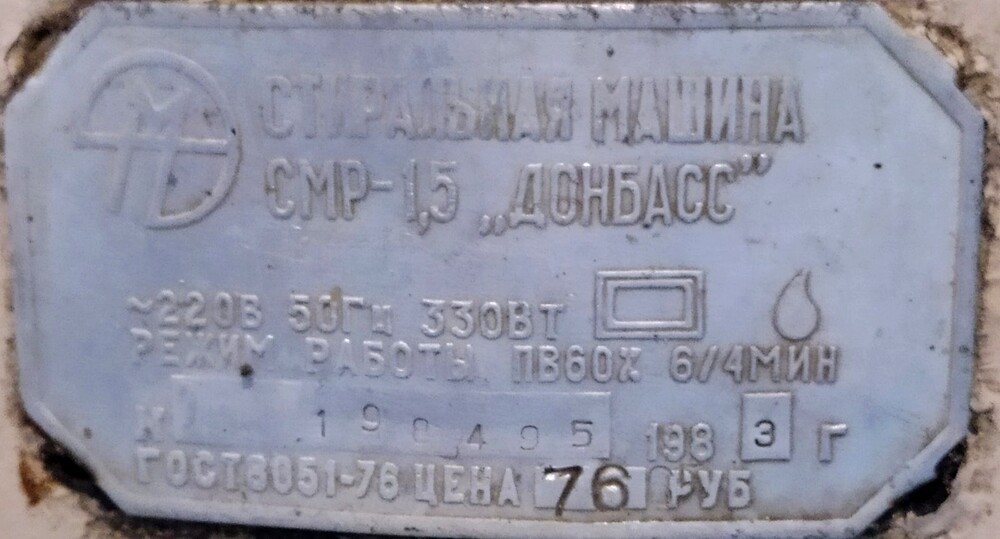 СТИРАЛЬНАЯ МАШИНА
СМР-1,5 „ДОНБАСС”
~220В 50Гц 330ВТ
РЕЖИМ РАБОТЫ ПВ60% 6/4МИН
№ 190495 1983 Г
ГОСТ8051-76 ЦЕНА 76 РУБ